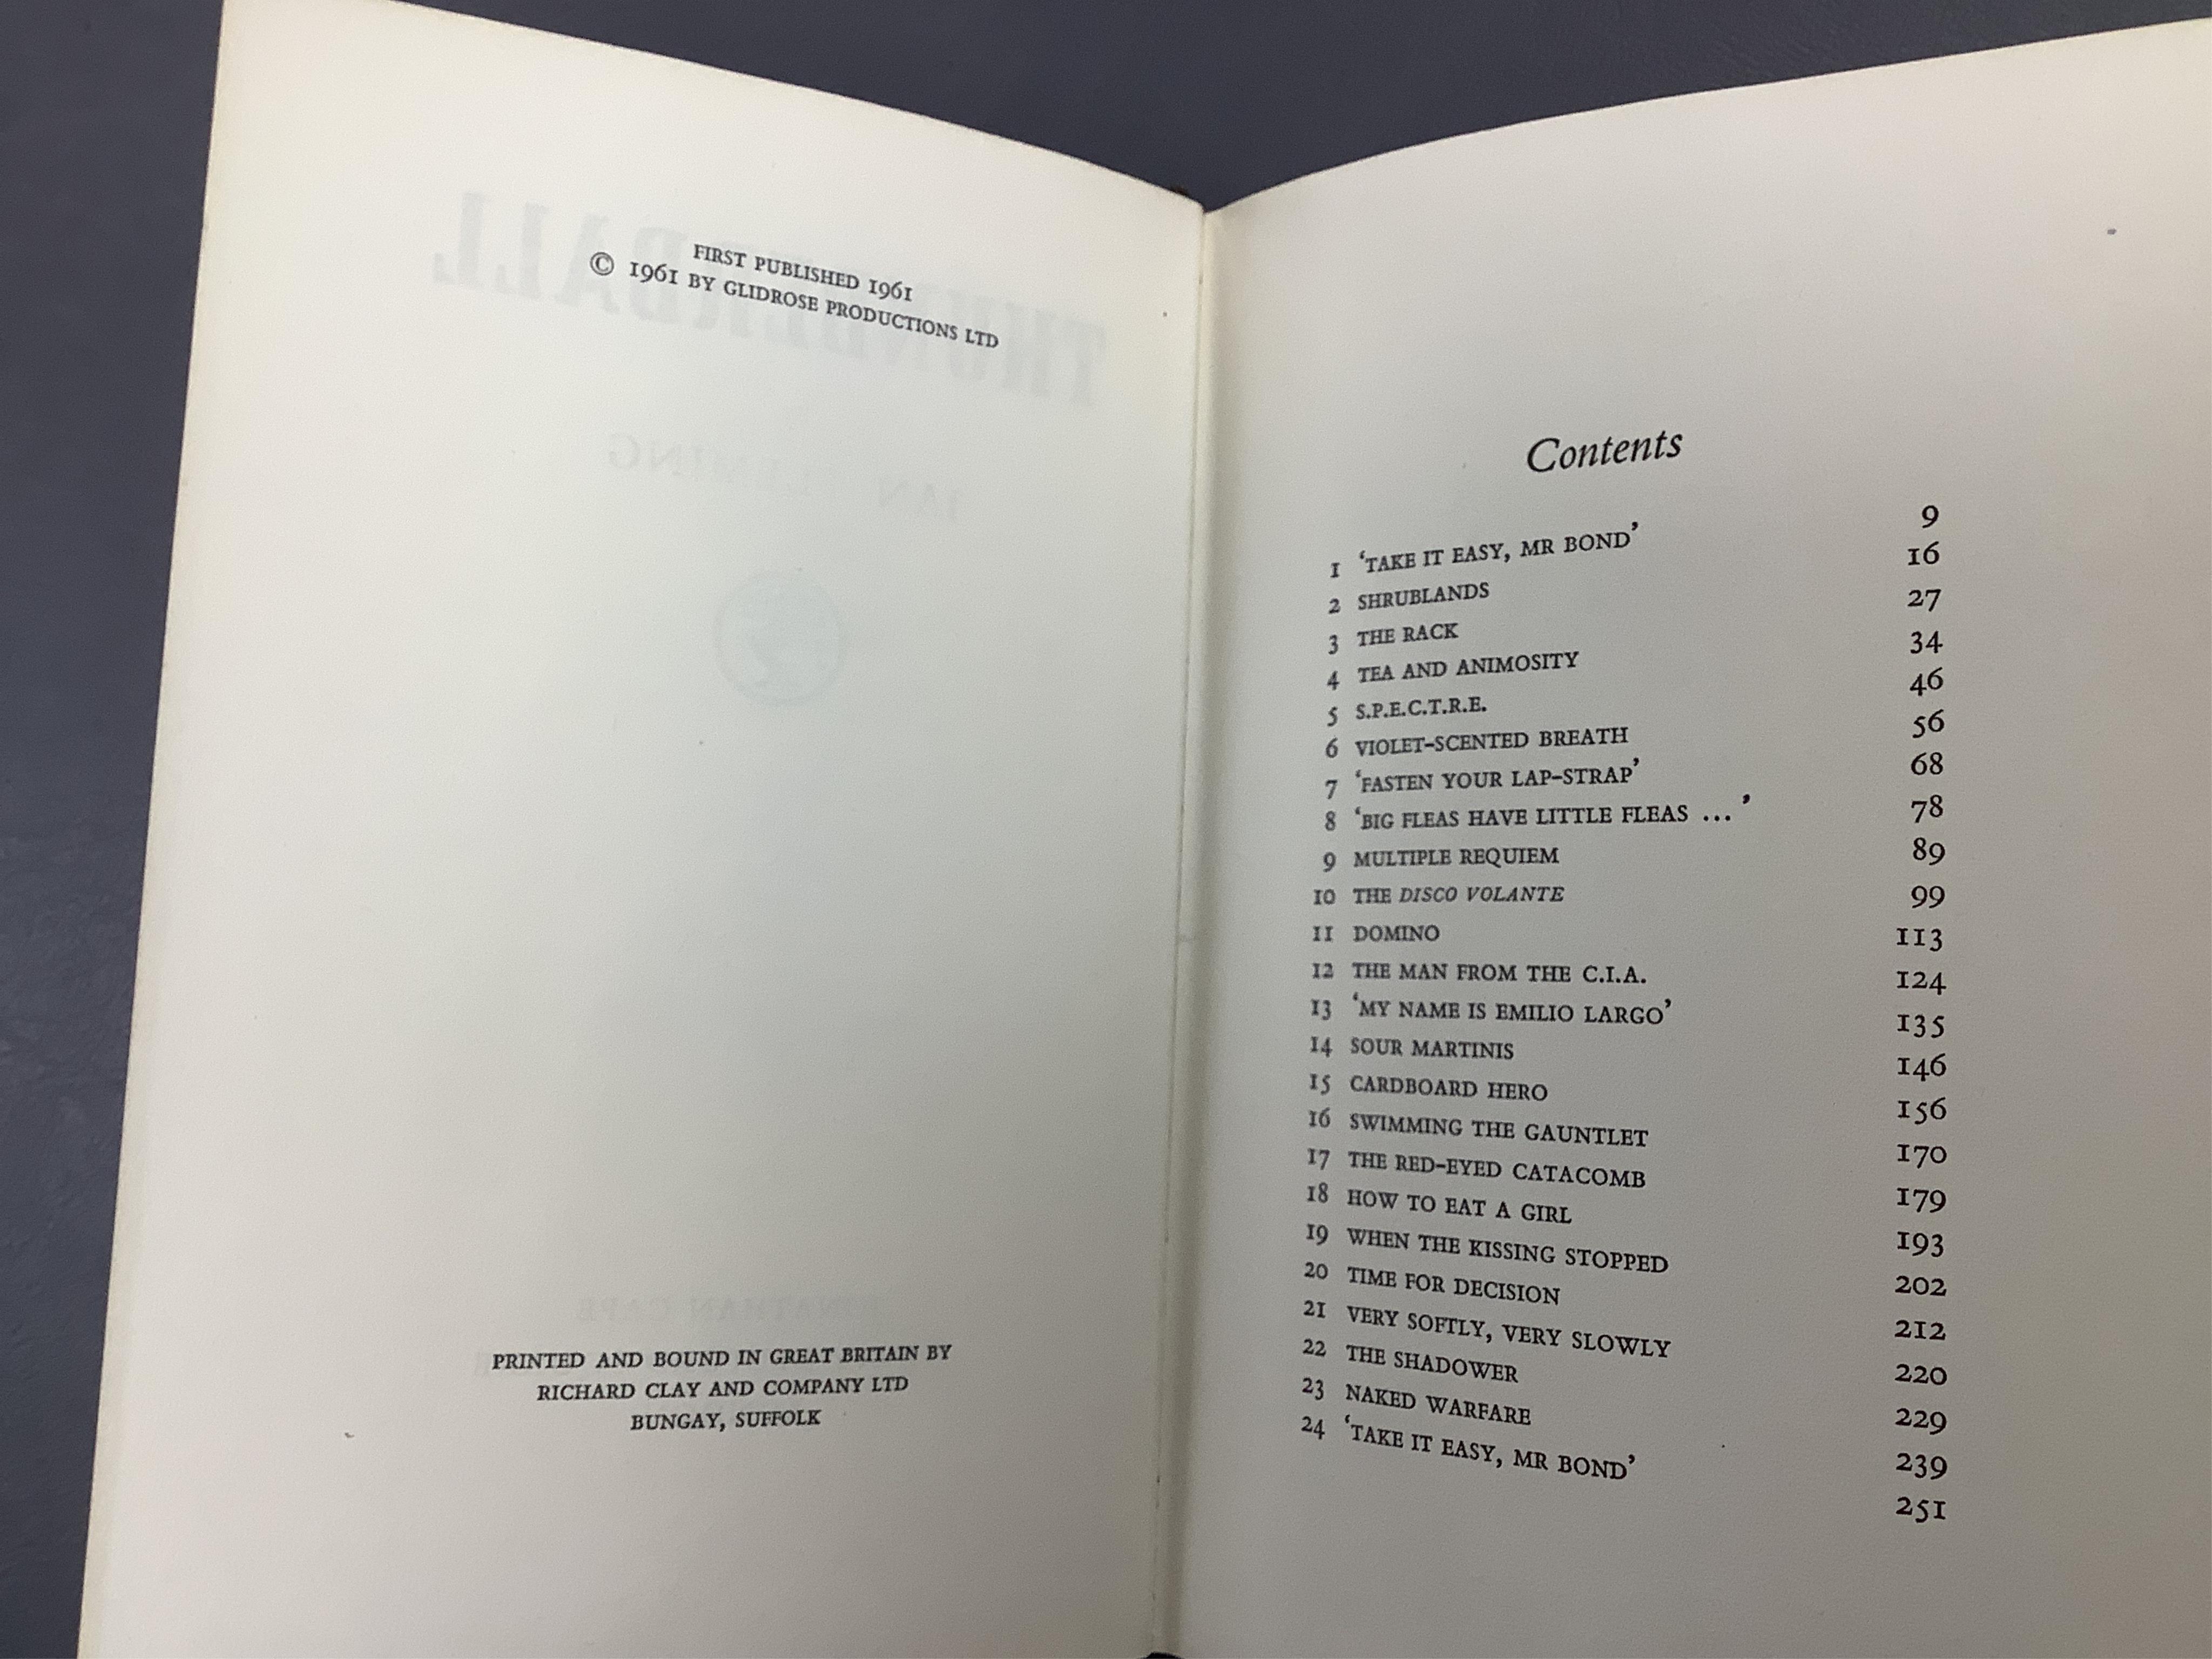 FIRST PUBLISHED 1961
© 1961 BY GLIDROSE PRODUCTIONS LTD
PRINTED AND BOUND IN GREAT BRITAIN BY
RICHARD CLAY AND COMPANY LTD
BUNGAY, SUFFOLK
Contents
1 ‘TAKE IT EASY, MR BOND’ 9
2 SHRUBLANDS 16
3 THE RACK 27
4 TEA AND ANIMOSITY 34
5 S.P.E.C.T.R.E. 46
6 VIOLET-SCENTED BREATH 56
7 ‘FASTEN YOUR LAP-STRAP’ 68
8 ‘BIG FLEAS HAVE LITTLE FLEAS ... ’ 78
9 MULTIPLE REQUIEM 89
10 THE DISCO VOLANTE 99
11 DOMINO 113
12 THE MAN FROM THE C.I.A. 124
13 ‘MY NAME IS EMILIO LARGO’ 135
14 SOUR MARTINIS 146
15 CARDBOARD HERO 156
16 SWIMMING THE GAUNTLET 170
17 THE RED-EYED CATACOMB 179
18 HOW TO EAT A GIRL 193
19 WHEN THE KISSING STOPPED 202
20 TIME FOR DECISION 212
21 VERY SOFTLY, VERY SLOWLY 220
22 THE SHADOWER 229
23 NAKED WARFARE 239
24 ‘TAKE IT EASY, MR BOND’ 251